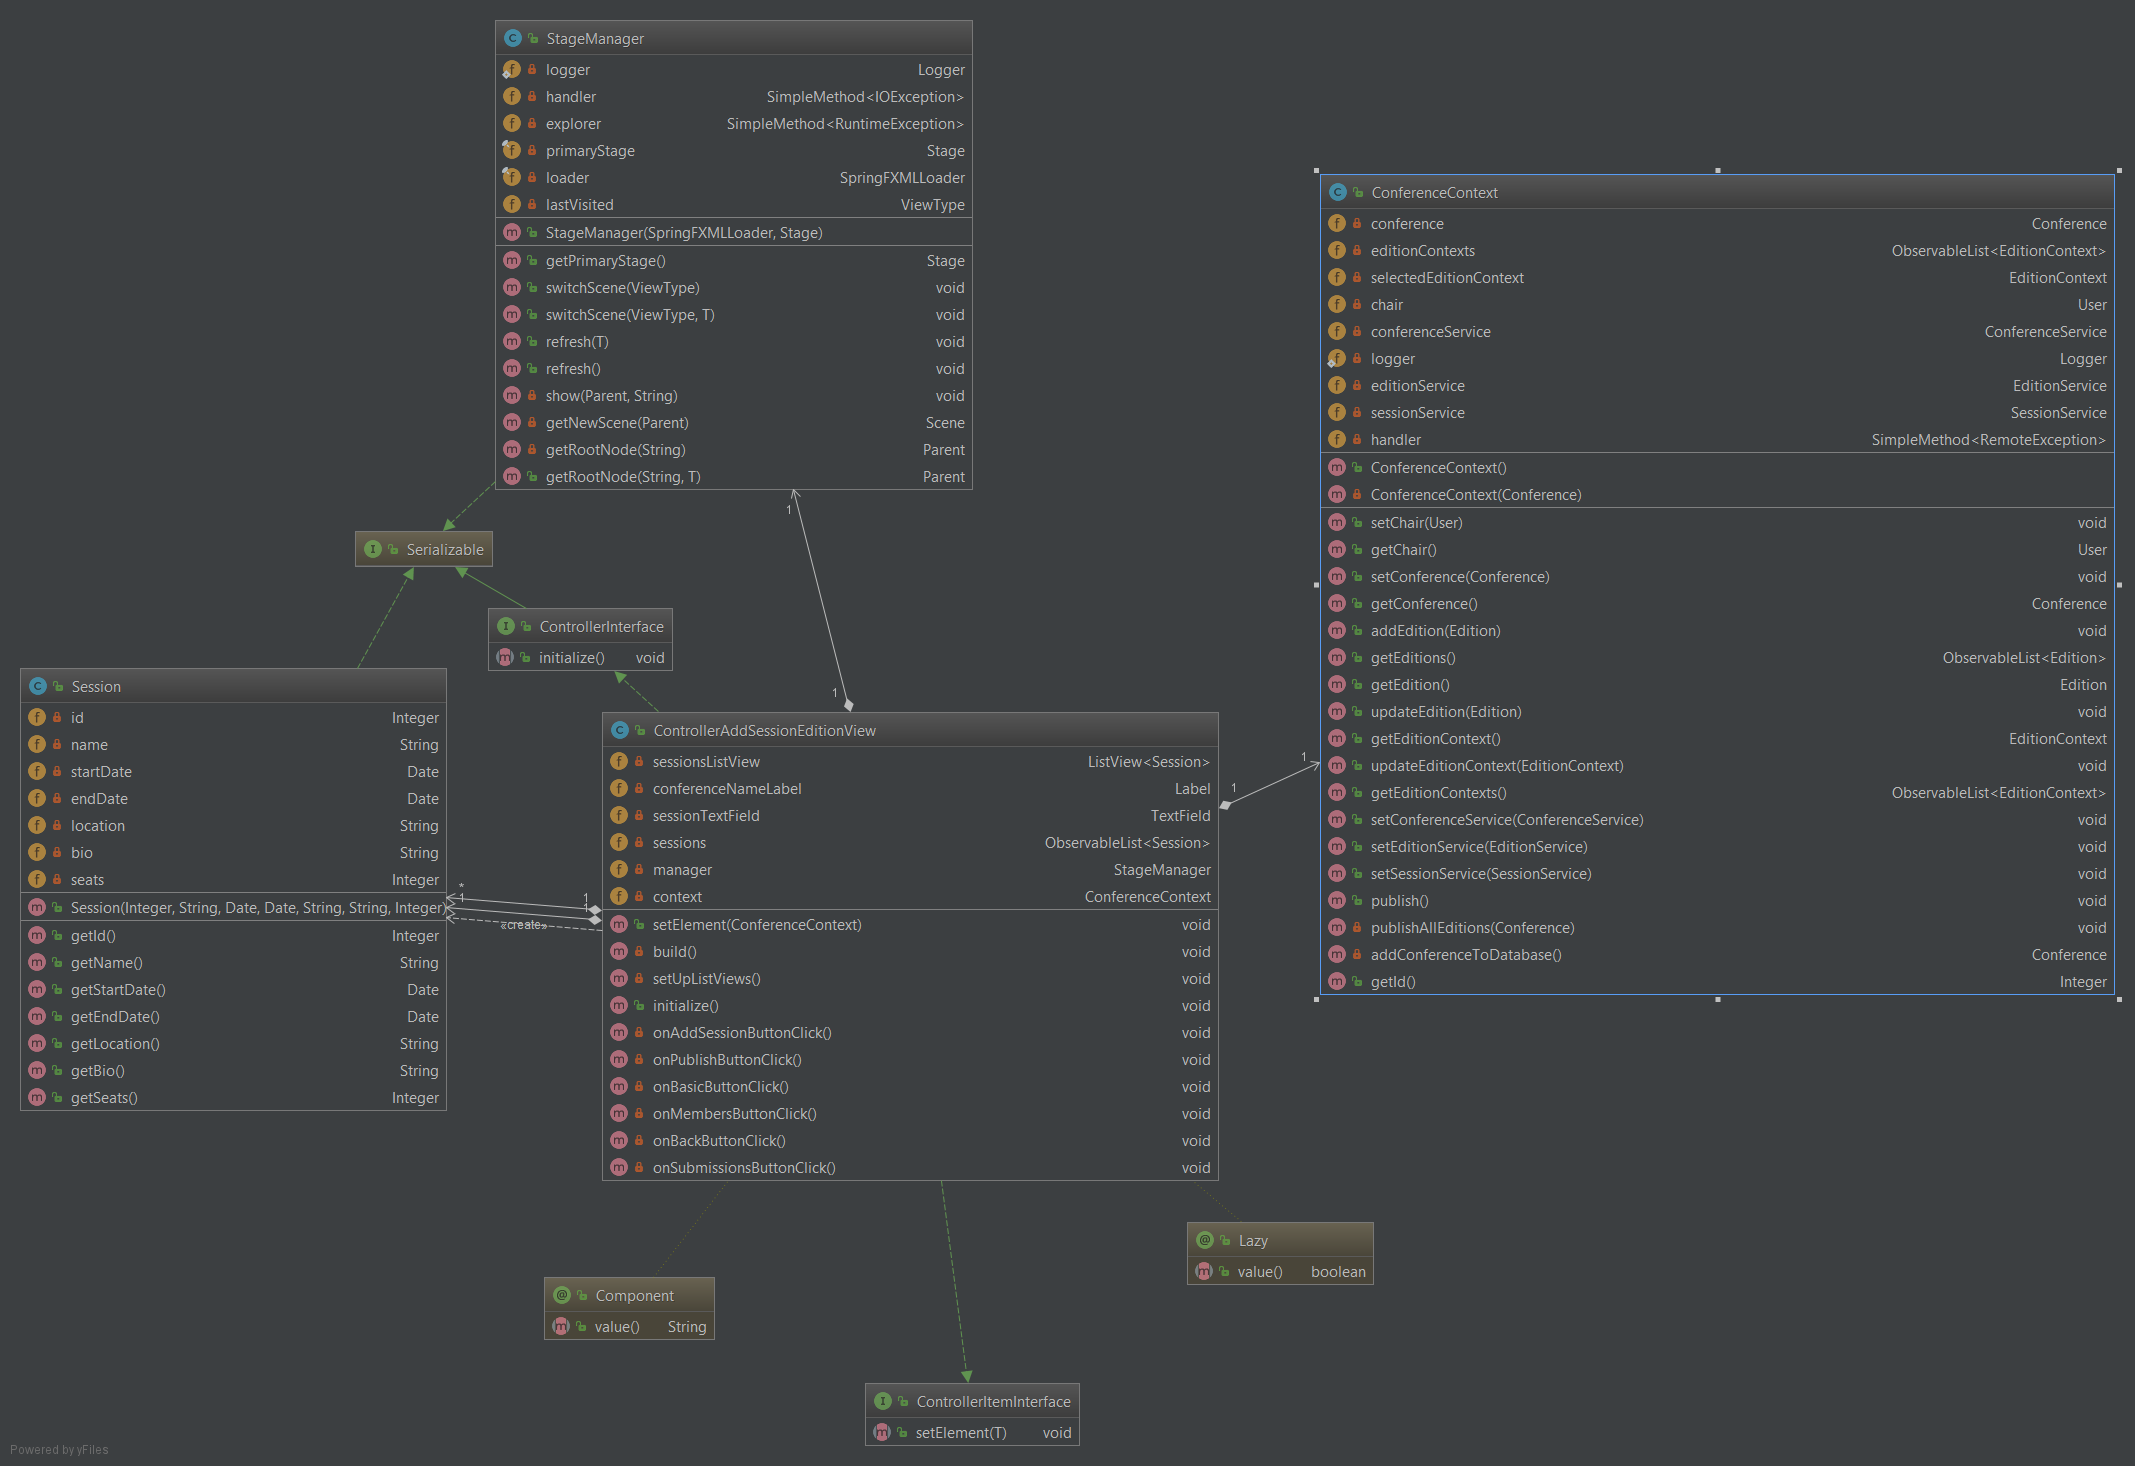 StageManager
logger Logger
handler SimpleMethod<IOException>
explorer SimpleMethod<RuntimeException>
primaryStage Stage
loader SpringFXMLLoader
lastVisited ViewType
StageManager(SpringFXMLLoader, Stage)
getPrimaryStage() Stage
switchScene(ViewType) void
switchScene(ViewType, T) void
refresh(T) void
refresh() void
show(Parent, String) void
getNewScene(Parent) Scene
getRootNode(String) Parent
getRootNode(String, T) Parent
1
Serializable
ControllerInterface
initialize() void
1
Session
id Integer
name String
startDate Date
endDate Date
location String
bio String
seats Integer
Session(Integer, String, Date, Date, String, String, Integer)
getId() Integer
getName() String
getStartDate() Date
getEndDate() Date
getLocation() String
getBio() String
getSeats() Integer
*
1
1
1
«create»
ControllerAddSessionEditionView
sessionsListView ListView<Session>
conferenceNameLabel Label
sessionTextField TextField
sessions ObservableList<Session>
manager StageManager
context ConferenceContext
setElement(ConferenceContext) void
build() void
setUpListViews() void
initialize() void
onAddSessionButtonClick() void
onPublishButtonClick() void
onBasicButtonClick() void
onMembersButtonClick() void
onBackButtonClick() void
onSubmissionsButtonClick() void
1
1
ConferenceContext
conference Conference
editionContexts ObservableList<EditionContext>
selectedEditionContext EditionContext
chair User
conferenceService ConferenceService
logger Logger
editionService EditionService
sessionService SessionService
handler SimpleMethod<RemoteException>
ConferenceContext()
ConferenceContext(Conference)
setChair(User) void
getChair() User
setConference(Conference) void
getConference() Conference
addEdition(Edition) void
getEditions() ObservableList<Edition>
getEdition() Edition
updateEdition(Edition) void
getEditionContext() EditionContext
updateEditionContext(EditionContext) void
getEditionContexts() ObservableList<EditionContext>
setConferenceService(ConferenceService) void
setEditionService(EditionService) void
setSessionService(SessionService) void
publish() void
publishAllEditions(Conference) void
addConferenceToDatabase() Conference
getId() Integer
Lazy
value() boolean
Component
value() String
ControllerItemInterface
setElement(T) void
Powered by yFiles